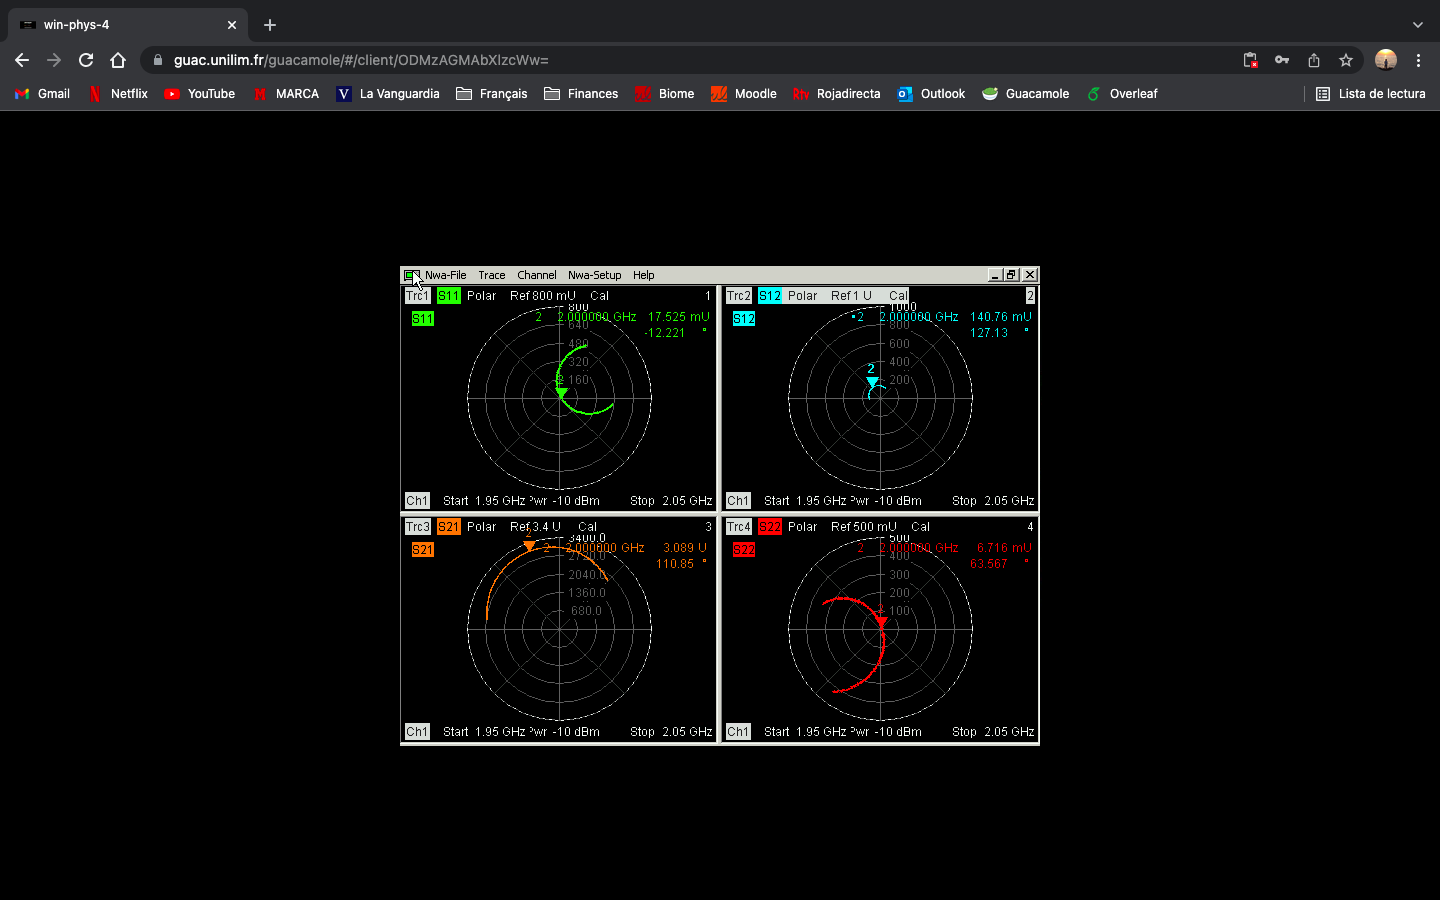 win-phys-4
guac.unilim.fr/guacamole/#/client/ODMzAGMAbXlzcWw=
Gmail Netflix YouTube MARCA La Vanguardia Français Finances Biome Moodle Rojadirecta Outlook Guacamole Overleaf Lista de lectura
Nwa-File Trace Channel Nwa-Setup Help
Trc1 S11 Polar Ref 800 mU Cal 1
S11
2 2.000000 GHz 17.525 mU
-12.221 °
800
640
480
320
160
Ch1 Start 1.95 GHz Pwr -10 dBm Stop 2.05 GHz
Trc2 S12 Polar Ref 1 U Cal 2
S12
•2 2.000000 GHz 140.76 mU
127.13 °
1000
800
600
400
200
2
Ch1 Start 1.95 GHz Pwr -10 dBm Stop 2.05 GHz
Trc3 S21 Polar Ref 3.4 U Cal 3
S21
2
2 2.000000 GHz 3.089 U
110.85 °
3400.0
2720.0
2040.0
1360.0
680.0
Ch1 Start 1.95 GHz Pwr -10 dBm Stop 2.05 GHz
Trc4 S22 Polar Ref 500 mU Cal 4
S22
2 2.000000 GHz 6.716 mU
63.567 °
500
400
300
200
100
Ch1 Start 1.95 GHz Pwr -10 dBm Stop 2.05 GHz